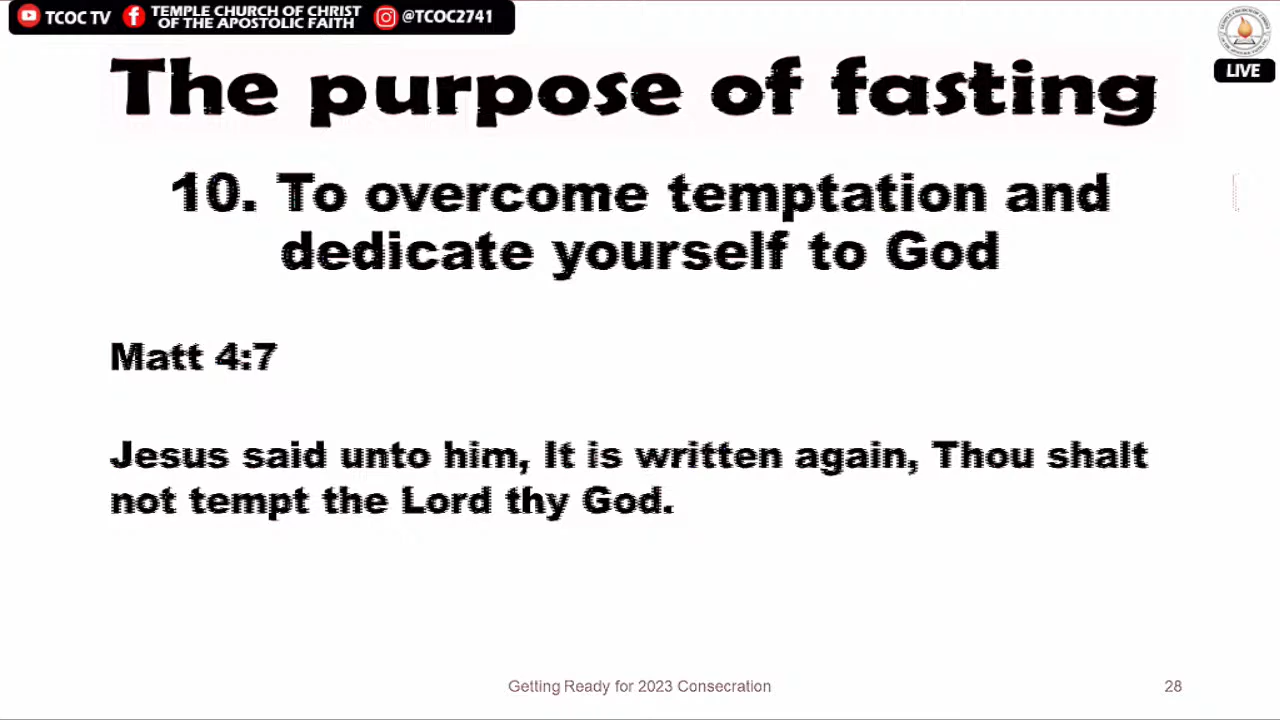 TCOC TV
TEMPLE CHURCH OF CHRIST
OF THE APOSTOLIC FAITH
@TCOC2741
LIVE
The purpose of fasting
10. To overcome temptation and
dedicate yourself to God
Matt 4:7
Jesus said unto him, It is written again, Thou shalt
not tempt the Lord thy God.
Getting Ready for 2023 Consecration
28